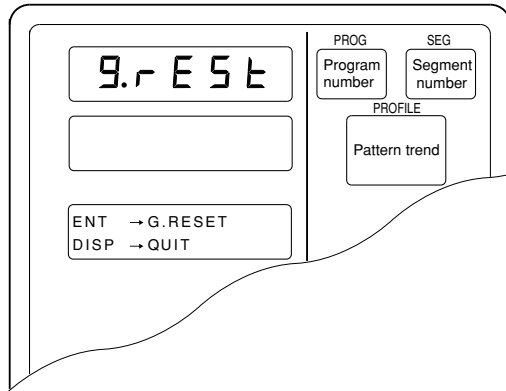 9.rESt
ENT →G.RESET
DISP →QUIT
PROG
Program
number
SEG
Segment
number
PROFILE
Pattern trend